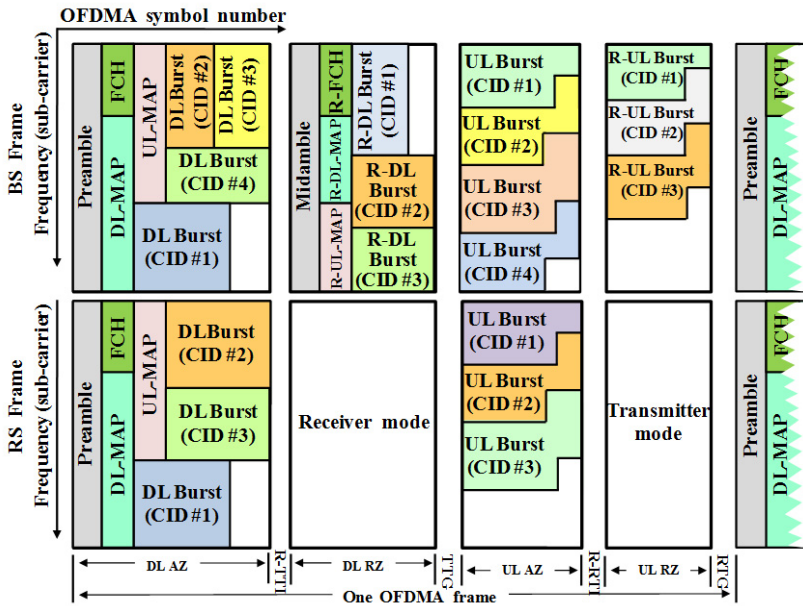 OFDMA symbol number
BS Frame
Frequency (sub-carrier)
Preamble
FCH
DL-MAP
UL-MAP
DL Burst
(CID #2)
DL Burst
(CID #3)
DL Burst
(CID #4)
DL Burst
(CID #1)
Midamble
R-FCH
R-DL-MAP
R-UL-MAP
R-DL Burst
(CID #1)
R-DL
Burst
(CID #2)
R-DL
Burst
(CID #3)
UL Burst
(CID #1)
UL Burst
(CID #2)
UL Burst
(CID #3)
UL Burst
(CID #4)
R-UL
Burst
(CID #1)
R-UL
Burst
(CID #2)
R-UL
Burst
(CID #3)
Preamble
FCH
DL-MAP
RS Frame
Frequency (sub-carrier)
Preamble
FCH
DL-MAP
UL-MAP
DL Burst
(CID #2)
DL Burst
(CID #3)
DL Burst
(CID #1)
Receiver mode
UL Burst
(CID #1)
UL Burst
(CID #2)
UL Burst
(CID #3)
Transmitter
mode
Preamble
FCH
DL-MAP
DL AZ
R-TTI
DL RZ
TTG
UL AZ
R-RTI
UL RZ
RTG
One OFDMA frame